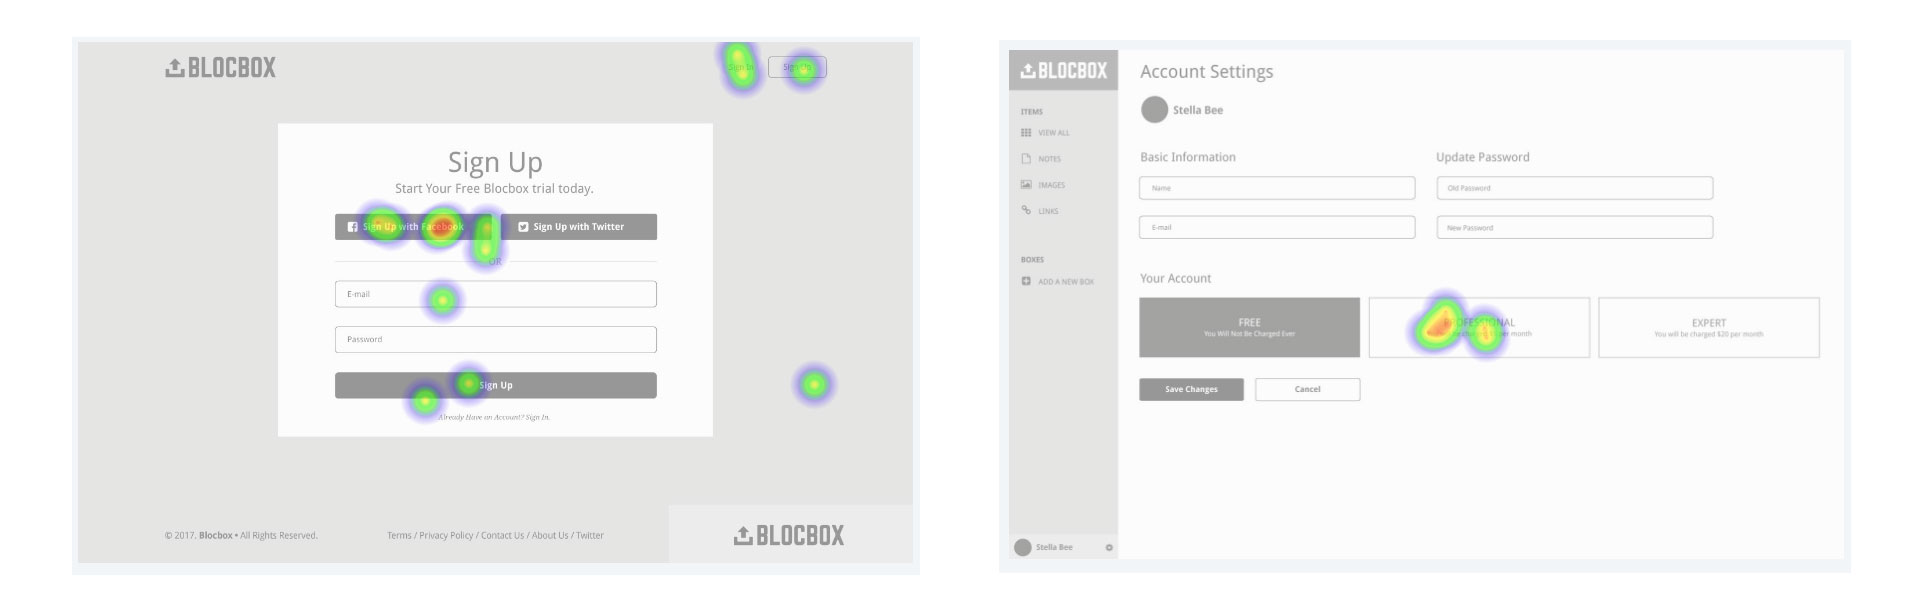 BLOCBOX
Sign In
Sign Up
Sign Up
Start Your Free Blocbox trial today.
Sign Up with Facebook
Sign Up with Twitter
OR
E-mail
Password
Sign Up
Already Have an Account? Sign In.
© 2017. Blocbox • All Rights Reserved.
Terms / Privacy Policy / Contact Us / About Us / Twitter
BLOCBOX
BLOCBOX
ITEMS
VIEW ALL
NOTES
IMAGES
LINKS
BOXES
ADD A NEW BOX
Stella Bee
Account Settings
Stella Bee
Basic Information
Update Password
Name
Old Password
E-mail
New Password
Your Account
FREE
You Will Not Be Charged Ever
PROFESSIONAL
per month
EXPERT
You will be charged $20 per month
Save Changes
Cancel